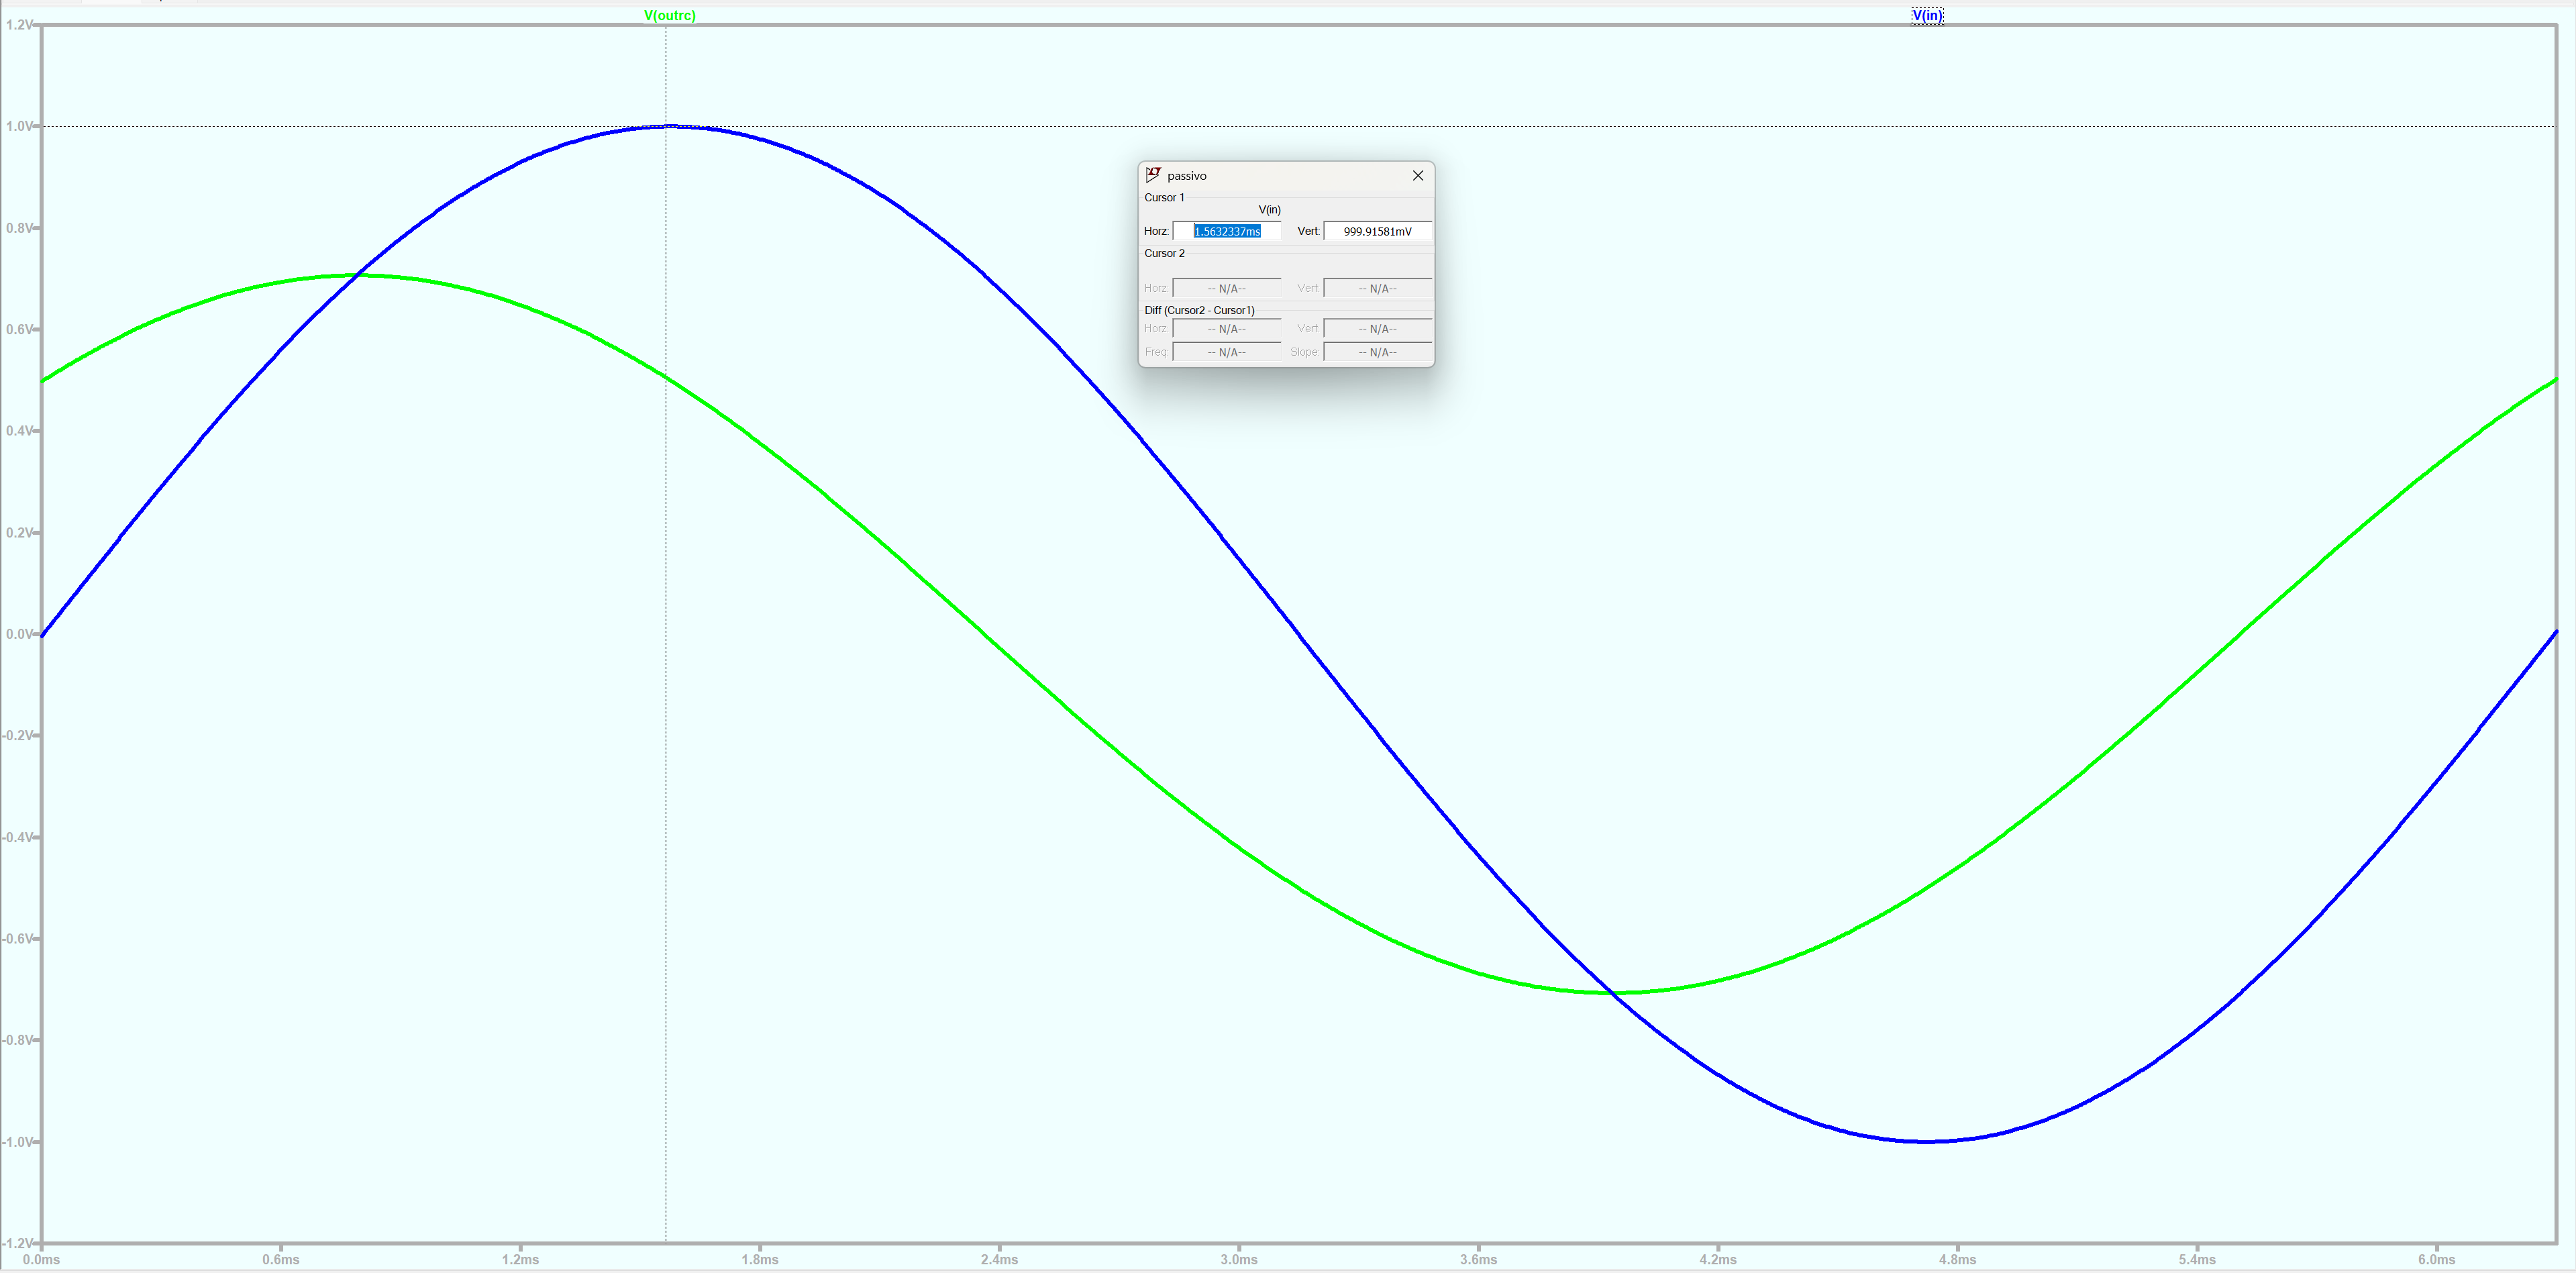 V(outrc) V(in)
1.2V
1.0V
0.8V
0.6V
0.4V
0.2V
0.0V
-0.2V
-0.4V
-0.6V
-0.8V
-1.0V
-1.2V
0.0ms 0.6ms 1.2ms 1.8ms 2.4ms 3.0ms 3.6ms 4.2ms 4.8ms 5.4ms 6.0ms
passivo
Cursor 1
V(in)
Horz: 1.5632337ms Vert: 999.91581mV
Cursor 2
Horz: -- N/A-- Vert: -- N/A--
Diff (Cursor2 - Cursor1)
Horz: -- N/A-- Vert: -- N/A--
Freq: -- N/A-- Slope: -- N/A--